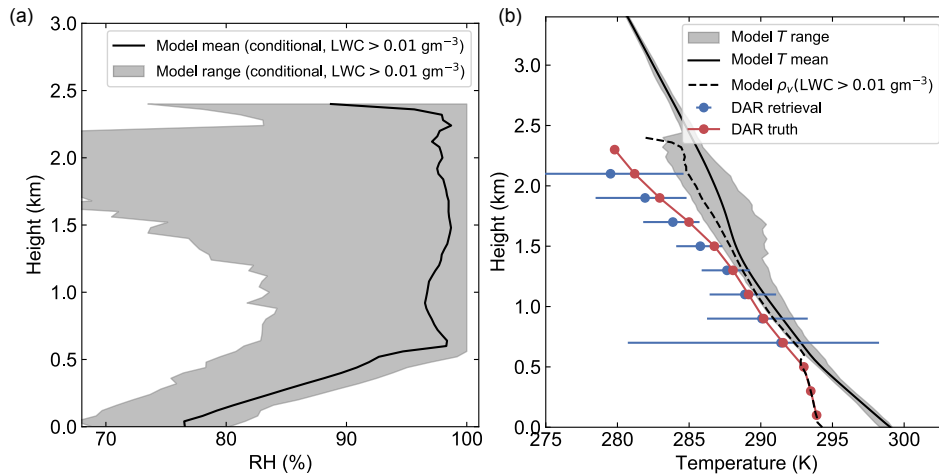 (a)
3.0
2.5
2.0
1.5
1.0
0.5
0.0
Height (km)
Model mean (conditional, LWC > 0.01 gm⁻³)
Model range (conditional, LWC > 0.01 gm⁻³)
70 80 90 100
RH (%)
(b)
3.0
2.5
2.0
1.5
1.0
0.5
0.0
Height (km)
Model T range
Model T mean
Model ρᵥ(LWC > 0.01 gm⁻³)
DAR retrieval
DAR truth
275 280 285 290 295 300
Temperature (K)